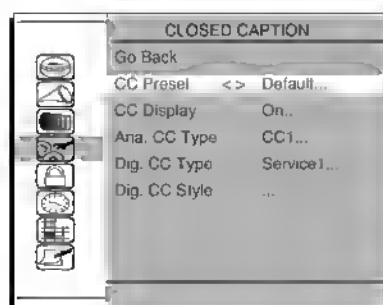 CLOSED CAPTION
Go Back
CC Preset <> Default...
CC Display On..
Ana. CC Type CC1...
Dig. CC Type Service1...
Dig. CC Style ...